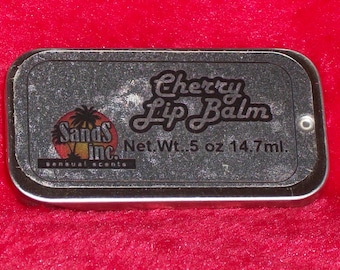 Cherry
Lip Balm
Net.Wt..5 oz 14.7ml.
SandS
inc.
sensual scents